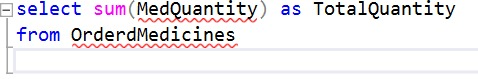 select sum(MedQuantity) as TotalQuantity
from OrderdMedicines